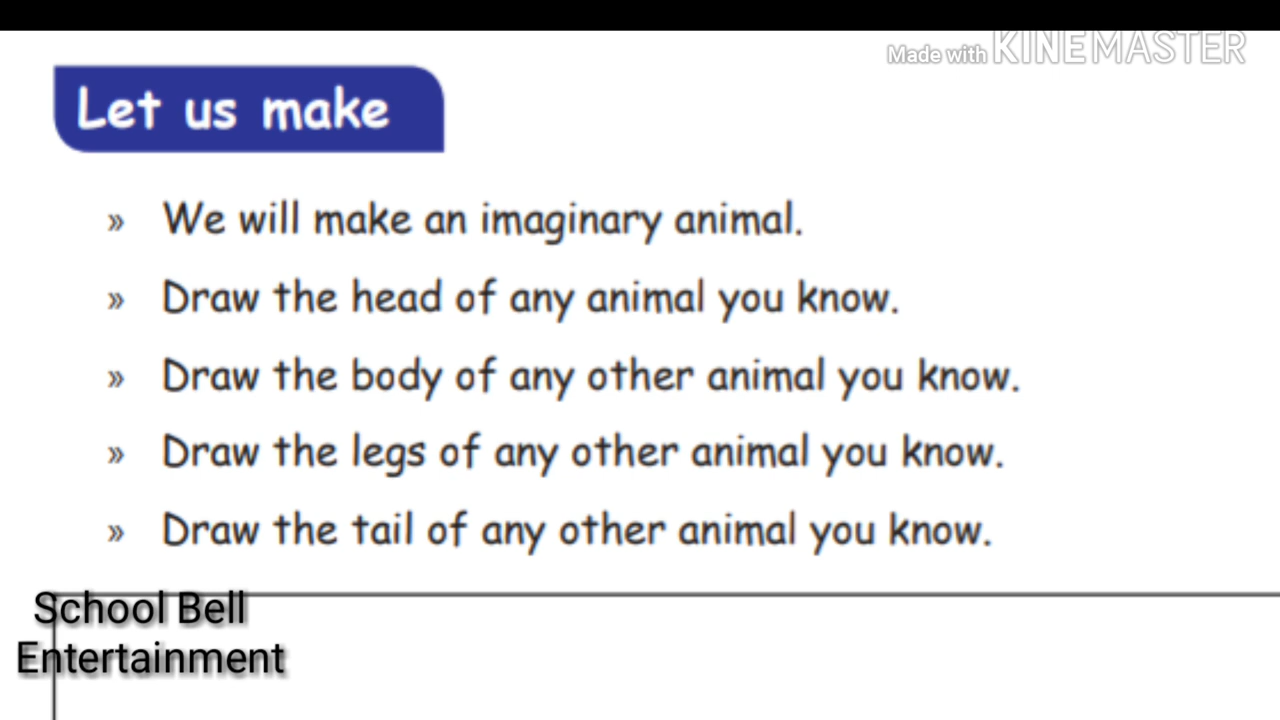 Made with KINEMASTER
Let us make
» We will make an imaginary animal.
» Draw the head of any animal you know.
» Draw the body of any other animal you know.
» Draw the legs of any other animal you know.
» Draw the tail of any other animal you know.
School Bell
Entertainment